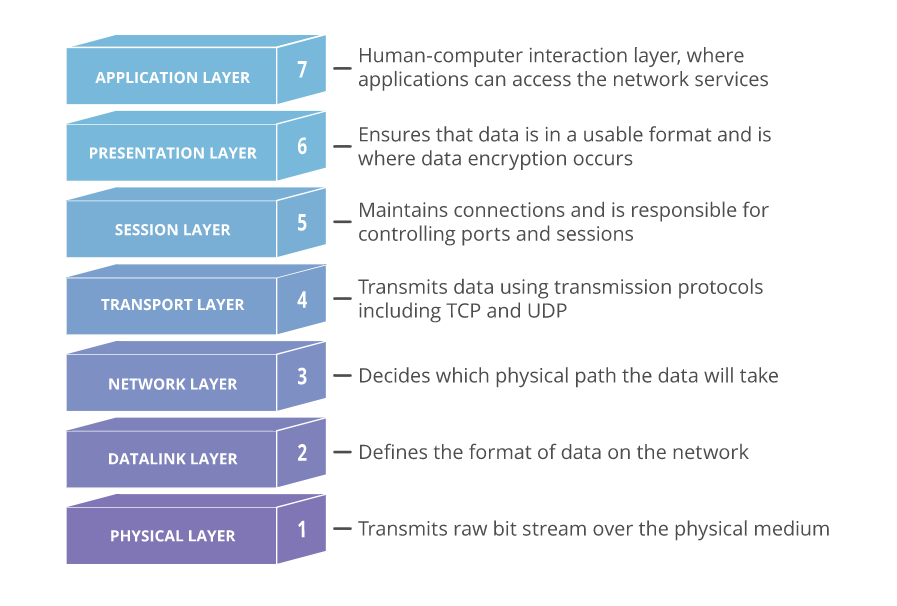 APPLICATION LAYER
7
Human-computer interaction layer, where
applications can access the network services
PRESENTATION LAYER
6
Ensures that data is in a usable format and is
where data encryption occurs
SESSION LAYER
5
Maintains connections and is responsible for
controlling ports and sessions
TRANSPORT LAYER
4
Transmits data using transmission protocols
including TCP and UDP
NETWORK LAYER
3
Decides which physical path the data will take
DATALINK LAYER
2
Defines the format of data on the network
PHYSICAL LAYER
1
Transmits raw bit stream over the physical medium